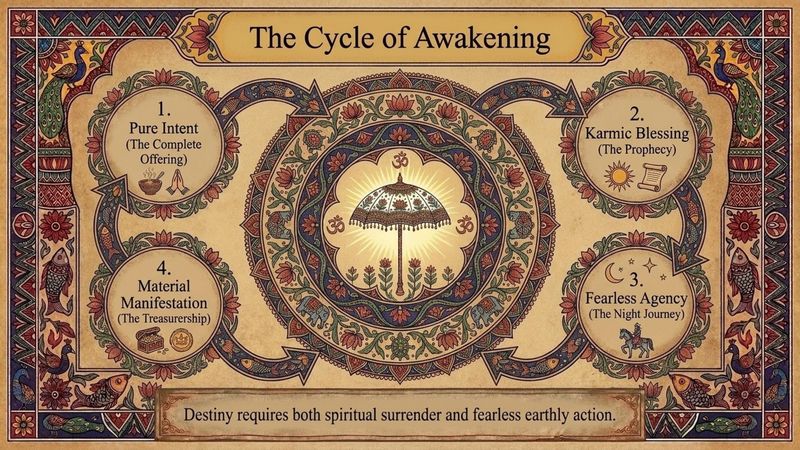 The Cycle of Awakening
1.
Pure Intent
(The Complete
Offering)
2.
Karmic Blessing
(The Prophecy)
3.
Fearless Agency
(The Night Journey)
4.
Material
Manifestation
(The Treasurership)
ॐ
ॐ
ॐ
Destiny requires both spiritual surrender and fearless earthly action.